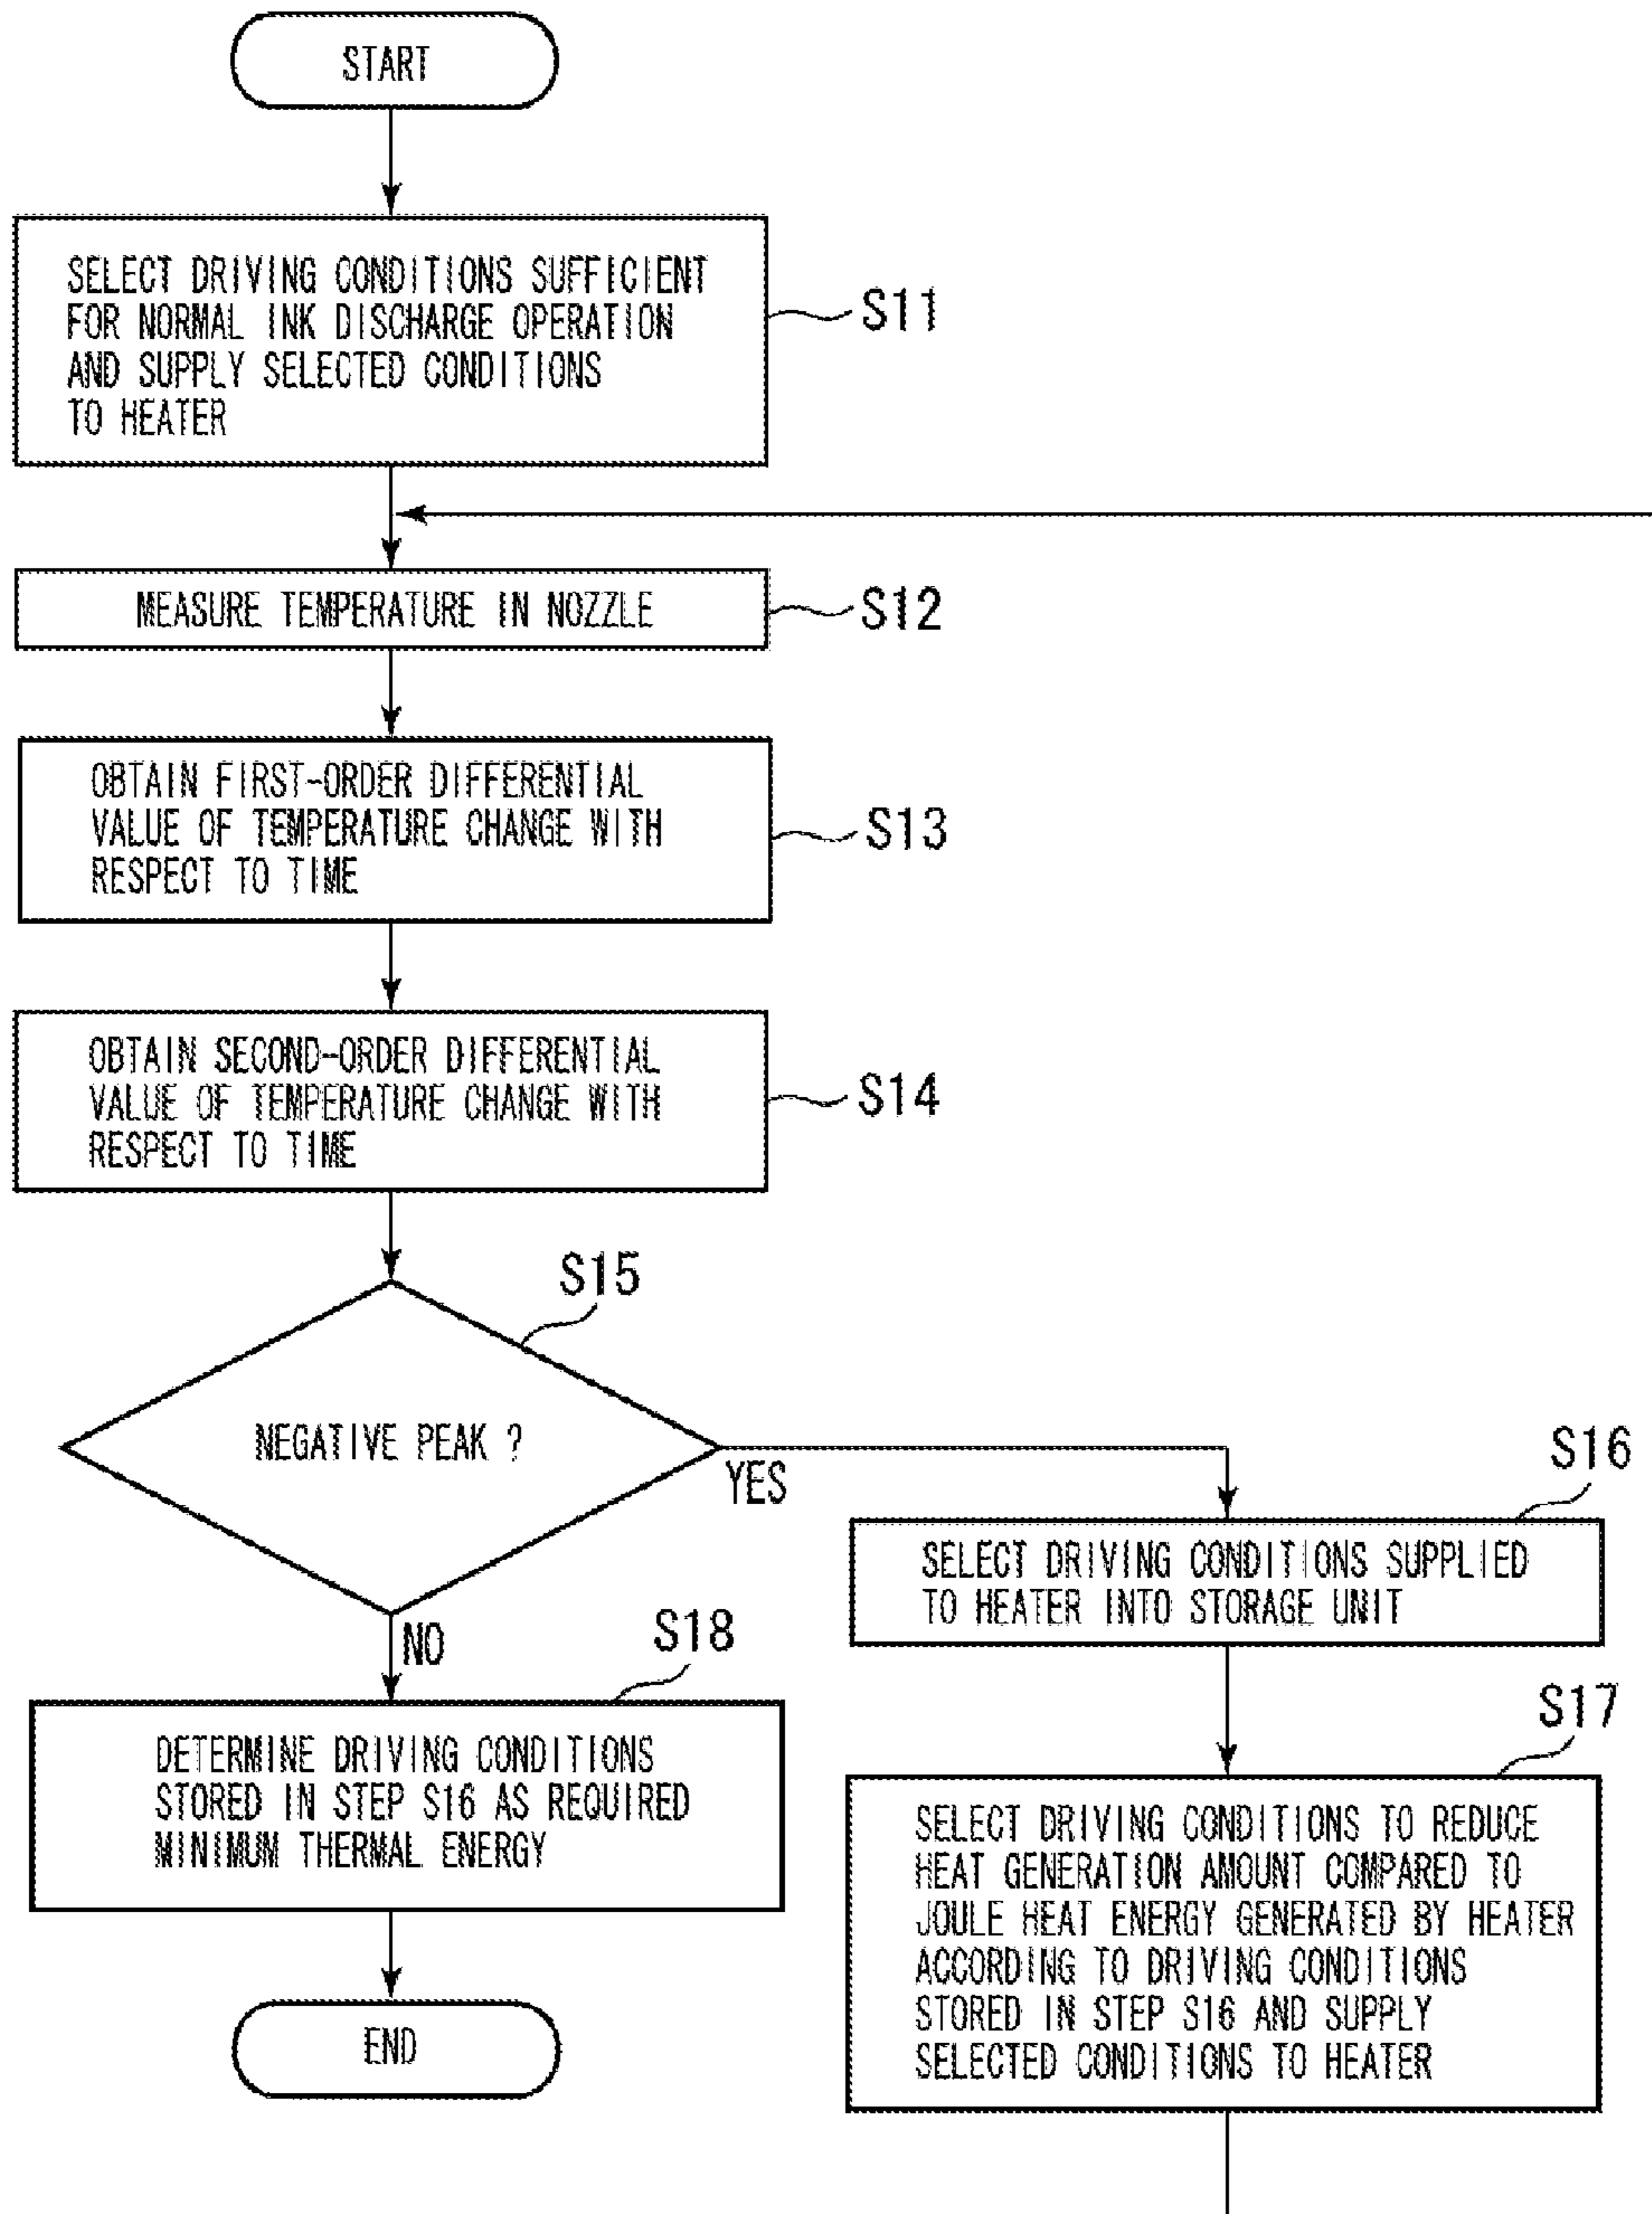 START
SELECT DRIVING CONDITIONS SUFFICIENT
FOR NORMAL INK DISCHARGE OPERATION
AND SUPPLY SELECTED CONDITIONS
TO HEATER
S11
MEASURE TEMPERATURE IN NOZZLE
S12
OBTAIN FIRST-ORDER DIFFERENTIAL
VALUE OF TEMPERATURE CHANGE WITH
RESPECT TO TIME
S13
OBTAIN SECOND-ORDER DIFFERENTIAL
VALUE OF TEMPERATURE CHANGE WITH
RESPECT TO TIME
S14
S15
NEGATIVE PEAK ?
YES
NO
S16
SELECT DRIVING CONDITIONS SUPPLIED
TO HEATER INTO STORAGE UNIT
S17
SELECT DRIVING CONDITIONS TO REDUCE
HEAT GENERATION AMOUNT COMPARED TO
JOULE HEAT ENERGY GENERATED BY HEATER
ACCORDING TO DRIVING CONDITIONS
STORED IN STEP S16 AND SUPPLY
SELECTED CONDITIONS TO HEATER
S18
DETERMINE DRIVING CONDITIONS
STORED IN STEP S16 AS REQUIRED
MINIMUM THERMAL ENERGY
END